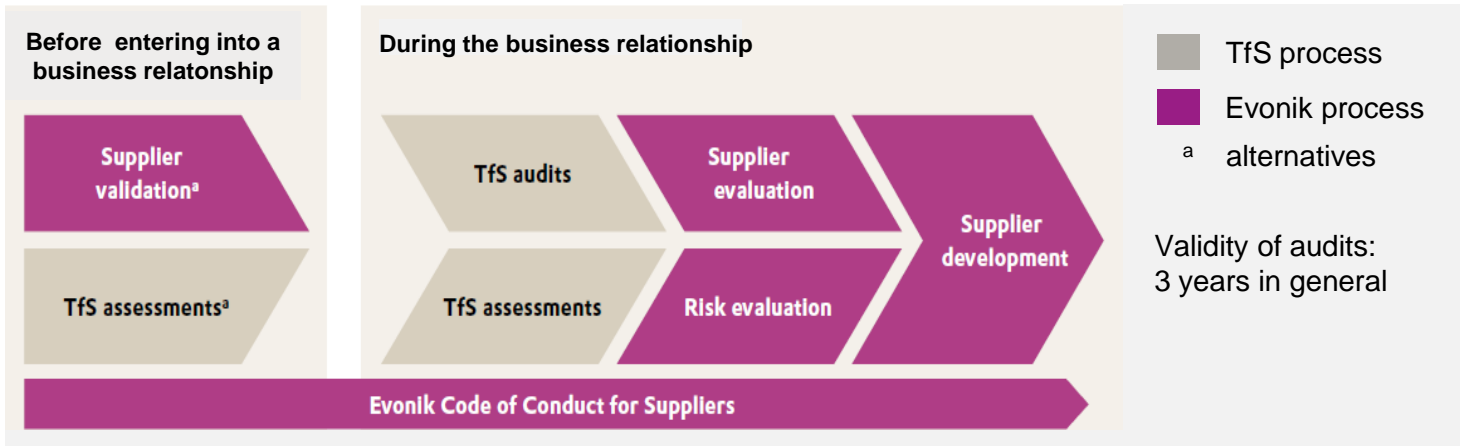 Before entering into a
business relatonship
During the business relationship
Supplier
validationª
TfS assessmentsª
TfS audits
Supplier
evaluation
TfS assessments
Risk evaluation
Supplier
development
Evonik Code of Conduct for Suppliers
TfS process
Evonik process
a alternatives
Validity of audits:
3 years in general